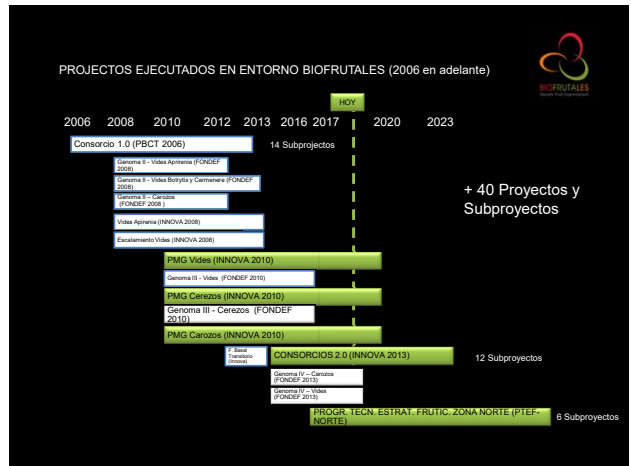 PROJECTOS EJECUTADOS EN ENTORNO BIOFRUTALES (2006 en adelante)
BIOFRUTALES
HOY
2006 2008 2010 2012 2013 2016 2017 2020 2023
Consorcio 1.0 (PBCT 2006)
14 Subprojectos
Genoma II - Vides Aprirenia (FONDEF
2008)
Genoma II - Vides Botrytis y Carmenere (FONDEF
2008)
Genoma II – Carozos
(FONDEF 2008 )
+ 40 Proyectos y
Subproyectos
Vides Apirenia (INNOVA 2008)
Escalamiento Vides (INNOVA 2008)
PMG Vides (INNOVA 2010)
Genoma III - Vides (FONDEF 2010)
PMG Cerezos (INNOVA 2010)
Genoma III - Cerezos (FONDEF
2010)
PMG Carozos (INNOVA 2010)
F. Basal
Transitorio
(Innova)
CONSORCIOS 2.0 (INNOVA 2013)
12 Subproyectos
Genoma IV – Carozos
(FONDEF 2013)
Genoma IV – Vides
(FONDEF 2013)
PROGR. TECN. ESTRAT. FRUTIC. ZONA NORTE (PTEF-
NORTE)
6 Subproyectos